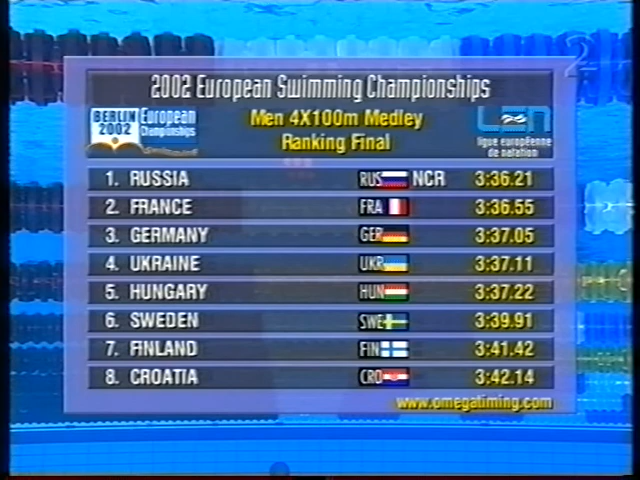 2
2002 European Swimming Championships
BERLIN 2002 European Championships
Men 4X100m Medley
Ranking Final
LEN
ligue européenne
de natation
1. RUSSIA RUS NCR 3:36.21
2. FRANCE FRA 3:36.55
3. GERMANY GER 3:37.05
4. UKRAINE UKR 3:37.11
5. HUNGARY HUN 3:37.22
6. SWEDEN SWE 3:39.91
7. FINLAND FIN 3:41.42
8. CROATIA CRO 3:42.14
www.omegatiming.com